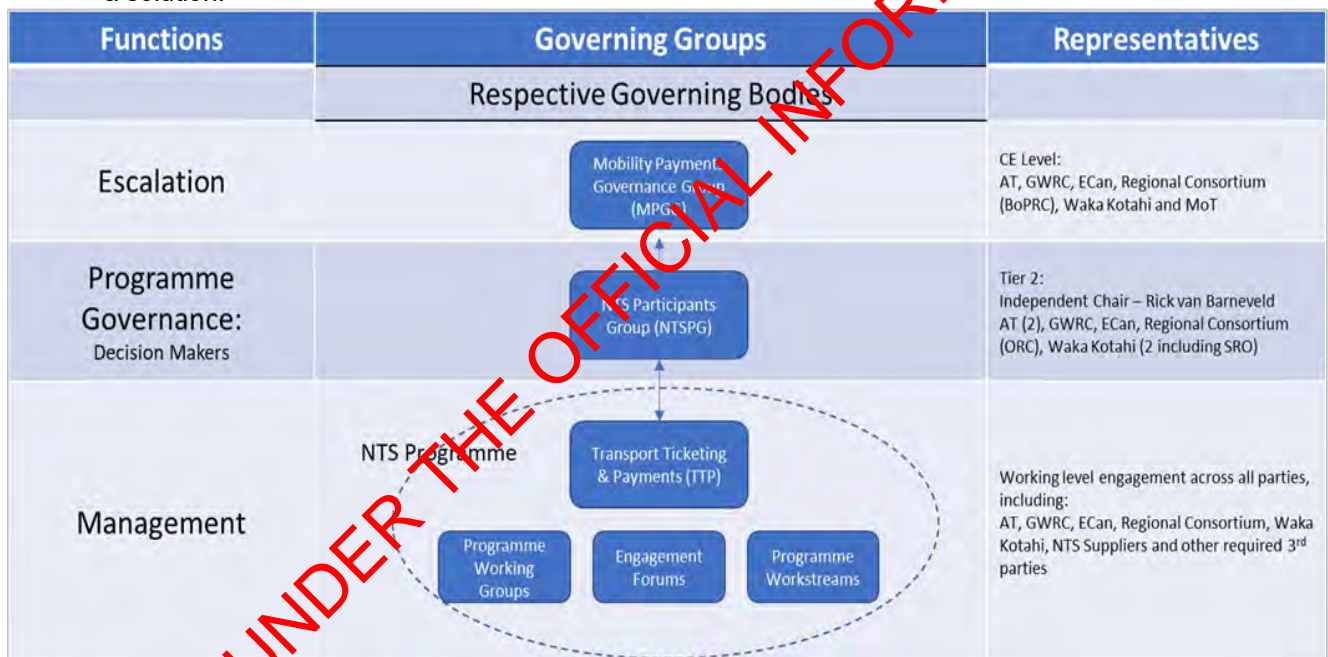 a solution.
Functions
Governing Groups
Representatives
Respective Governing Bodies
Escalation
Mobility Payments
Governance Group
(MPGG)
CE Level:
AT, GWRC, ECan, Regional Consortium
(BoPRC), Waka Kotahi and MoT
Programme
Governance:
Decision Makers
NTS Participants
Group (NTSPG)
Tier 2:
Independent Chair – Rick van Barneveld
AT (2), GWRC, ECan, Regional Consortium
(ORC), Waka Kotahi (2 including SRO)
Management
NTS Programme
Transport Ticketing
& Payments (TTP)
Programme
Working
Groups
Engagement
Forums
Programme
Workstreams
Working level engagement across all parties,
including:
AT, GWRC, ECan, Regional Consortium, Waka
Kotahi, NTS Suppliers and other required 3rd
parties
UNDER THE OFFICIAL INFOR